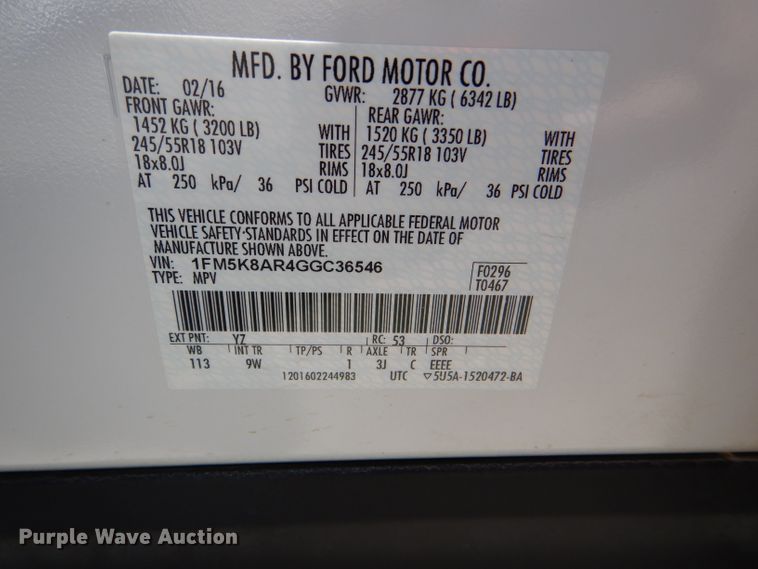 MFD. BY FORD MOTOR CO.
DATE: 02/16 GVWR: 2877 KG ( 6342 LB)
FRONT GAWR: REAR GAWR:
1452 KG ( 3200 LB) WITH 1520 KG ( 3350 LB) WITH
245/55R18 103V TIRES 245/55R18 103V TIRES
18x8.0J RIMS 18x8.0J RIMS
AT 250 kPa/ 36 PSI COLD AT 250 kPa/ 36 PSI COLD
THIS VEHICLE CONFORMS TO ALL APPLICABLE FEDERAL MOTOR
VEHICLE SAFETY-STANDARDS IN EFFECT ON THE DATE OF
MANUFACTURE SHOWN ABOVE.
VIN: 1FM5K8AR4GGC36546 F0296
TYPE: MPV T0467
EXT PNT: YZ RC: 53 DSO:
WB INT TR TP/PS R AXLE TR SPR
113 9W 1 3J C EEEE
1201602244983 UTC ▽5U5A-1520472-BA
Purple Wave Auction